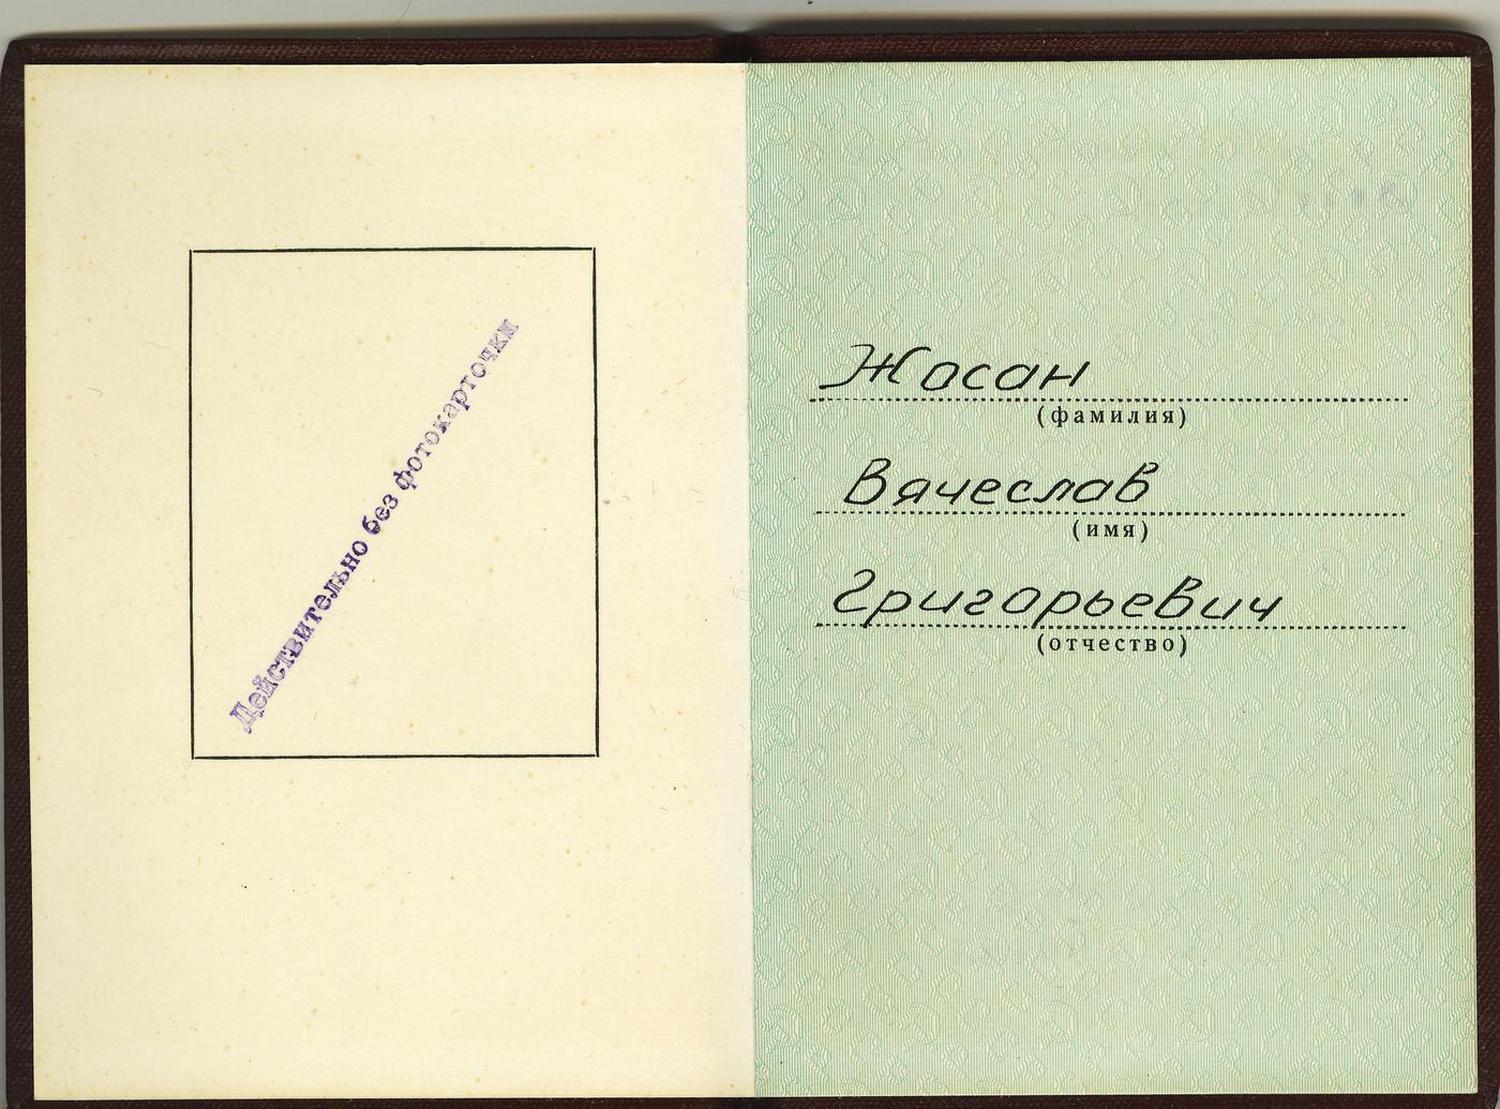 Действительно без фотокарточки
Жосан
(фамилия)
Вячеслав
(имя)
Григорьевич
(отчество)